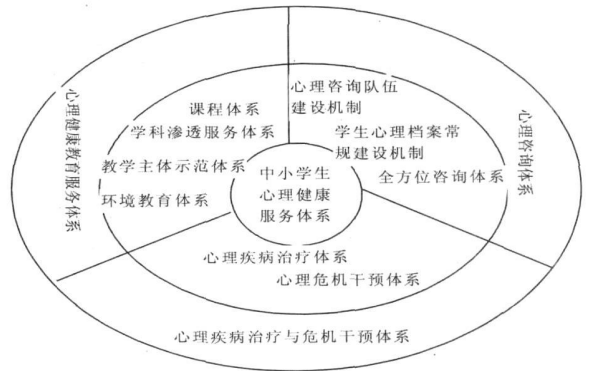 心理健康教育服务体系
课程体系
学科渗透服务体系
教学主体示范体系
环境教育体系
心理咨询队伍
建设机制
学生心理档案常
规建设机制
全方位咨询体系
心理咨询体系
中小学生
心理健康
服务体系
心理疾病治疗体系
心理危机干预体系
心理疾病治疗与危机干预体系